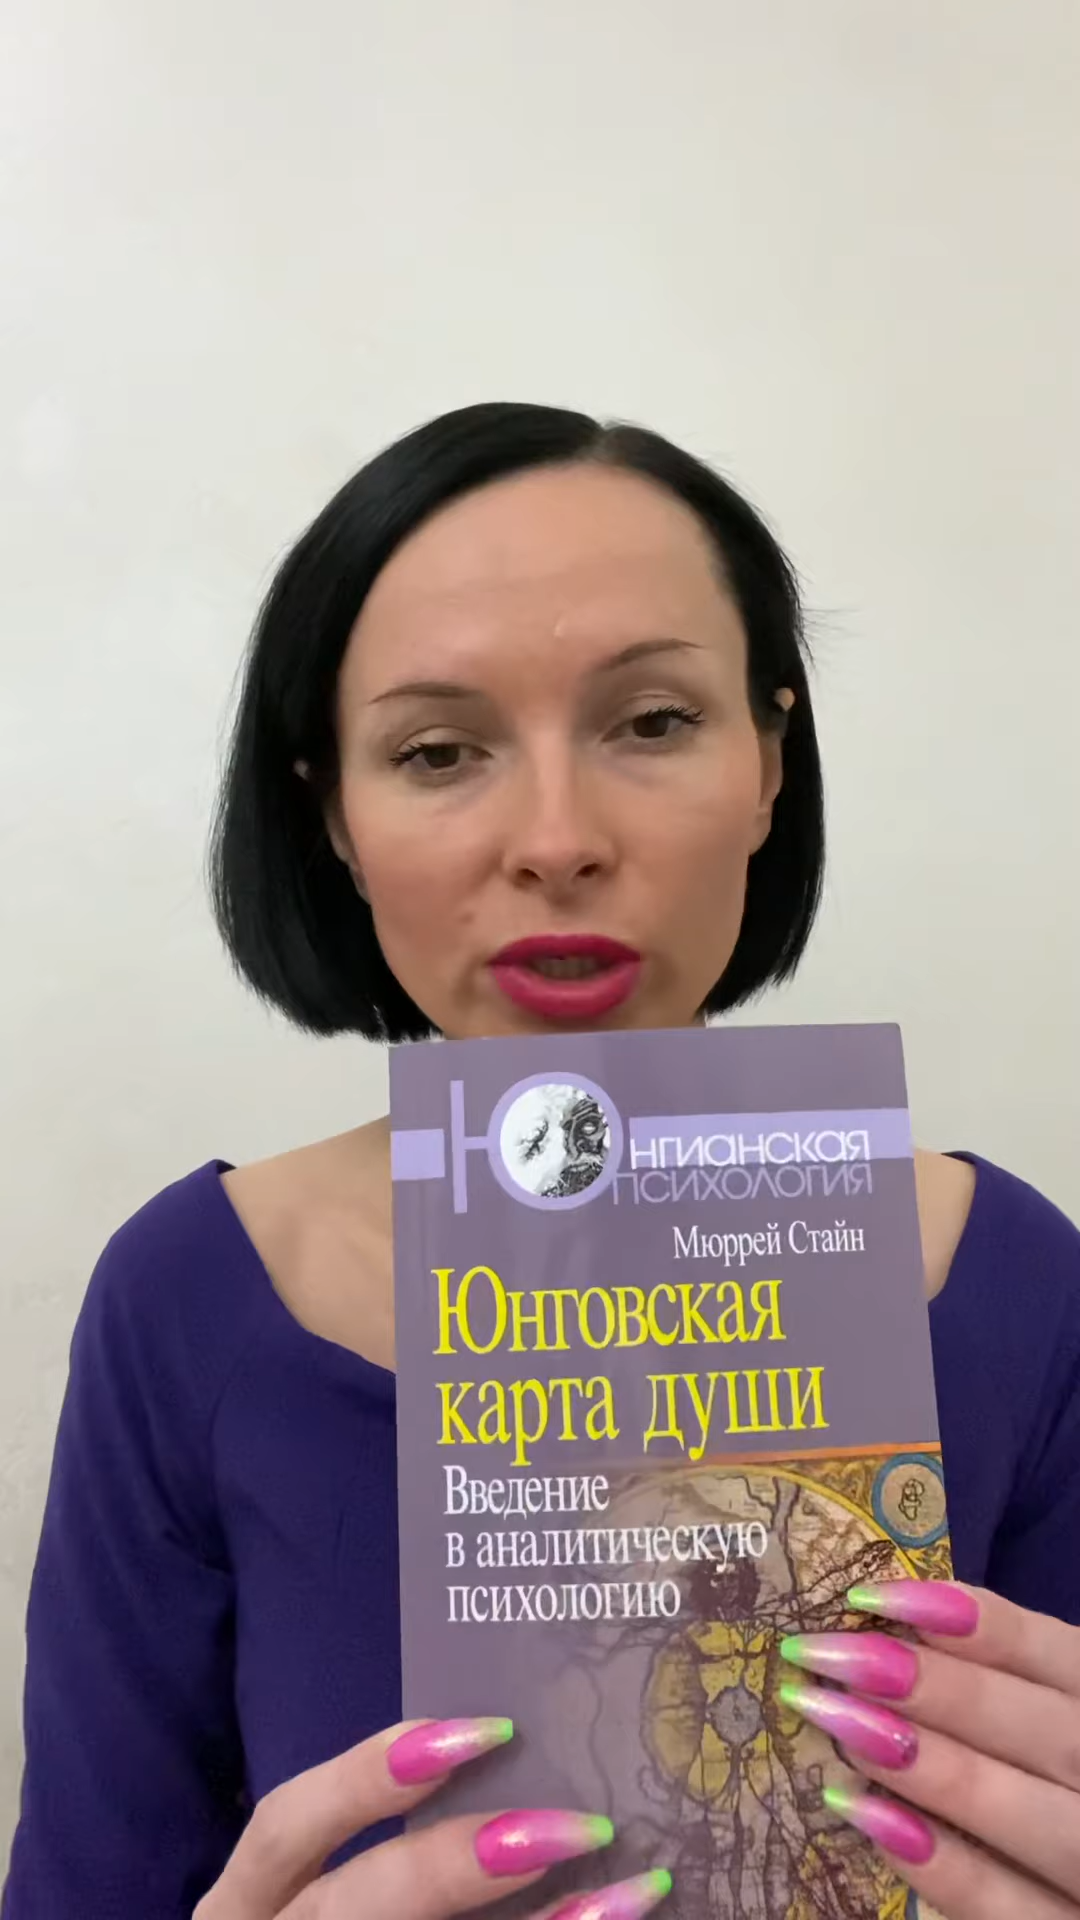 Юнгианская
психология
Мюррей Стайн
Юнговская
карта души
Введение
в аналитическую
психологию